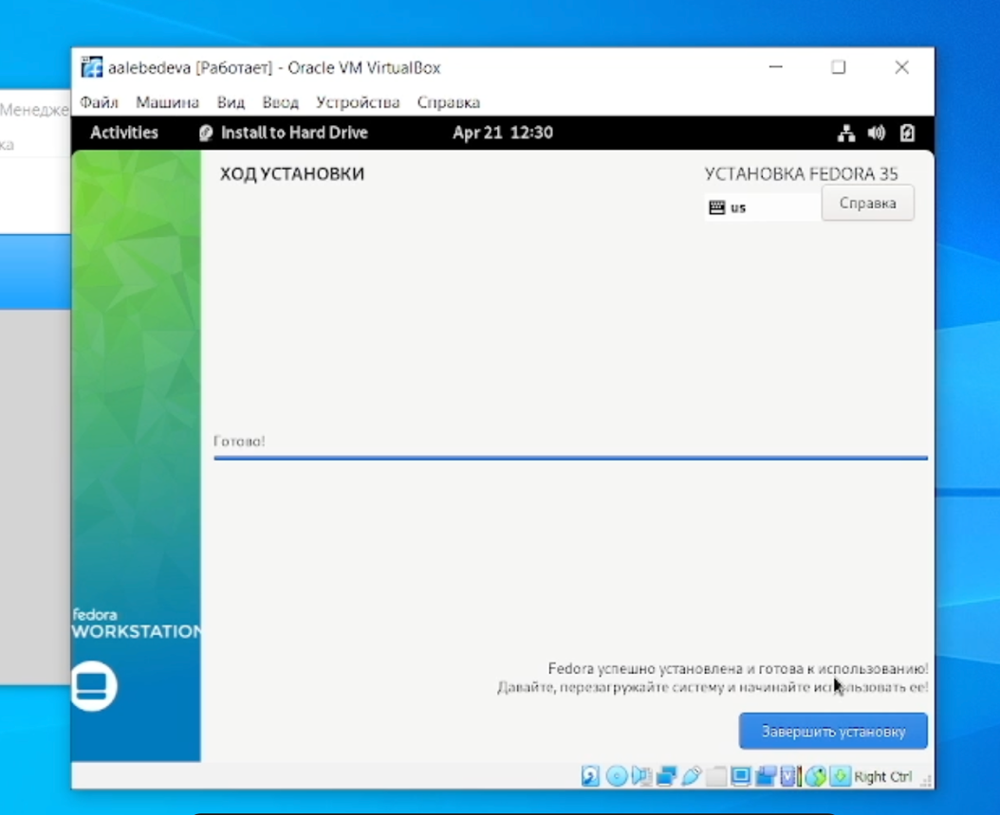 aalebedeva [Работает] - Oracle VM VirtualBox
Менедже
Файл Машина Вид Ввод Устройства Справка
ка
Activities Install to Hard Drive Apr 21 12:30
ХОД УСТАНОВКИ
УСТАНОВКА FEDORA 35
us
Справка
Готово!
fedora
WORKSTATION
Fedora успешно установлена и готова к использованию!
Давайте, перезагружайте систему и начинайте использовать ее!
Завершить установку
Right Ctrl